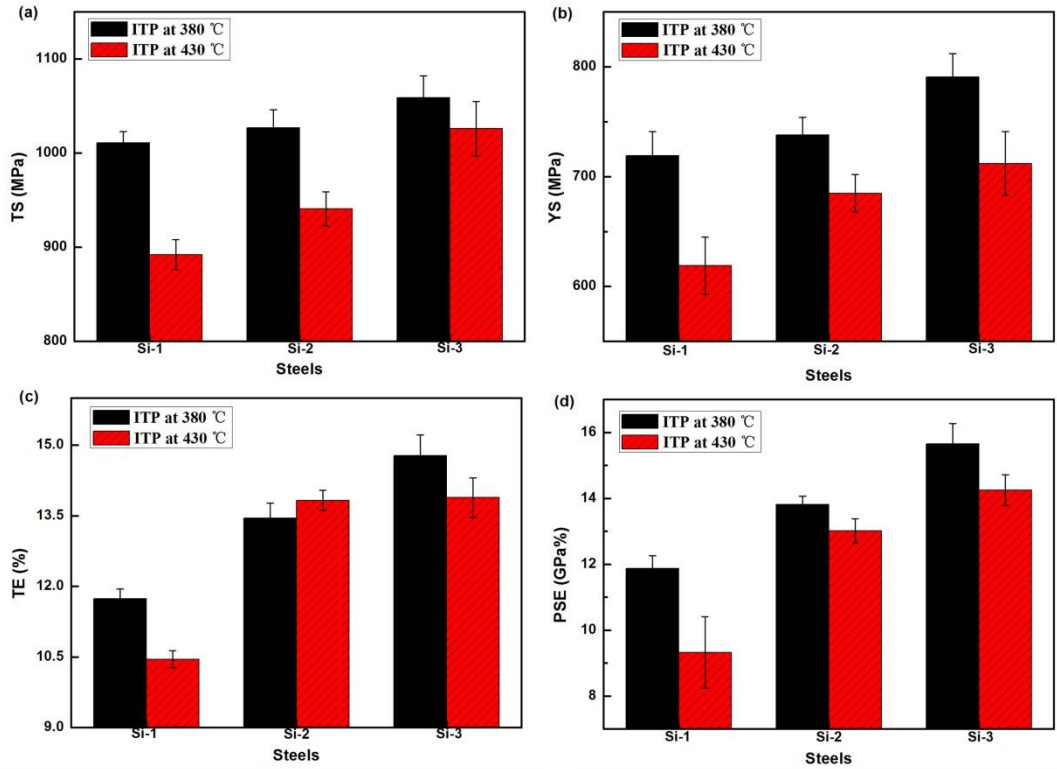 (a)
ITP at 380 ℃
ITP at 430 ℃
1100
1000
900
800
TS (MPa)
Si-1 Si-2 Si-3
Steels
(b)
ITP at 380 ℃
ITP at 430 ℃
800
700
600
YS (MPa)
Si-1 Si-2 Si-3
Steels
(c)
ITP at 380 ℃
ITP at 430 ℃
15.0
13.5
12.0
10.5
9.0
TE (%)
Si-1 Si-2 Si-3
Steels
(d)
ITP at 380 ℃
ITP at 430 ℃
16
14
12
10
8
PSE (GPa%)
Si-1 Si-2 Si-3
Steels